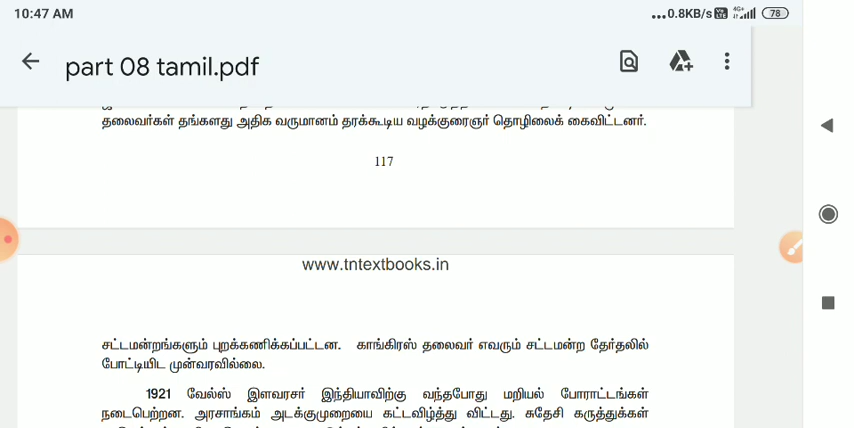 10:47 AM
...0.8KB/s Vo LTE 4G+ 78
part 08 tamil.pdf
தலைவர்கள் தங்களது அதிக வருமானம் தரக்கூடிய வழக்குரைஞர் தொழிலைக் கைவிட்டனர்.
117
www.tntextbooks.in
சட்டமன்றங்களும் புறக்கணிக்கப்பட்டன. காங்கிரஸ் தலைவர் எவரும் சட்டமன்ற தேர்தலில்
போட்டியிட முன்வரவில்லை.
1921 வேல்ஸ் இளவரசர் இந்தியாவிற்கு வந்தபோது மறியல் போராட்டங்கள்
நடைபெற்றன. அரசாங்கம் அடக்குமுறையை கட்டவிழ்த்து விட்டது. சுதேசி கருத்துக்கள்